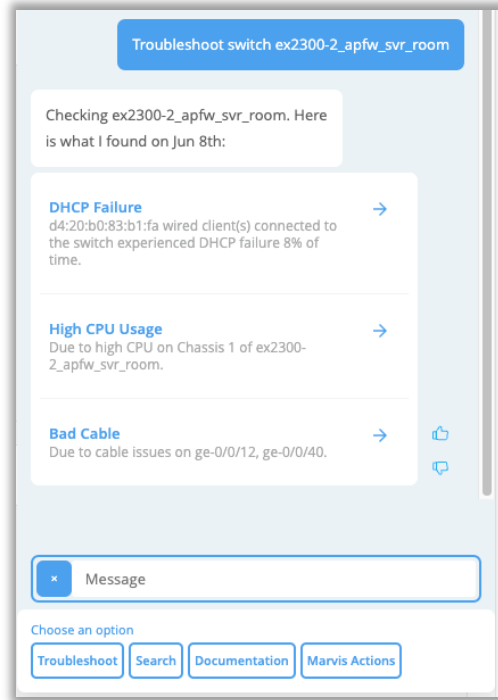 Troubleshoot switch ex2300-2_apfw_svr_room
Checking ex2300-2_apfw_svr_room. Here
is what I found on Jun 8th:
DHCP Failure
d4:20:b0:83:b1:fa wired client(s) connected to
the switch experienced DHCP failure 8% of
time.
High CPU Usage
Due to high CPU on Chassis 1 of ex2300-
2_apfw_svr_room.
Bad Cable
Due to cable issues on ge-0/0/12, ge-0/0/40.
Message
Choose an option
Troubleshoot
Search
Documentation
Marvis Actions